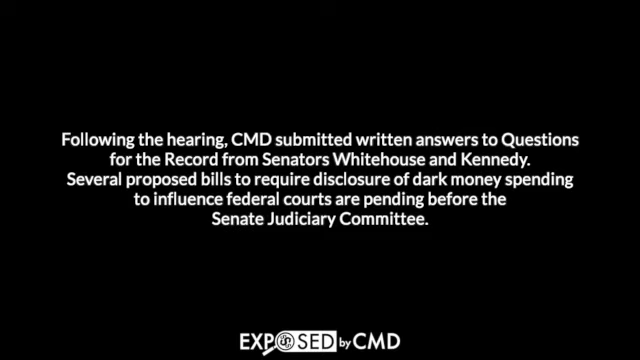 Following the hearing, CMD submitted written answers to Questions
for the Record from Senators Whitehouse and Kennedy.
Several proposed bills to require disclosure of dark money spending
to influence federal courts are pending before the
Senate Judiciary Committee.
EXPOSED by CMD